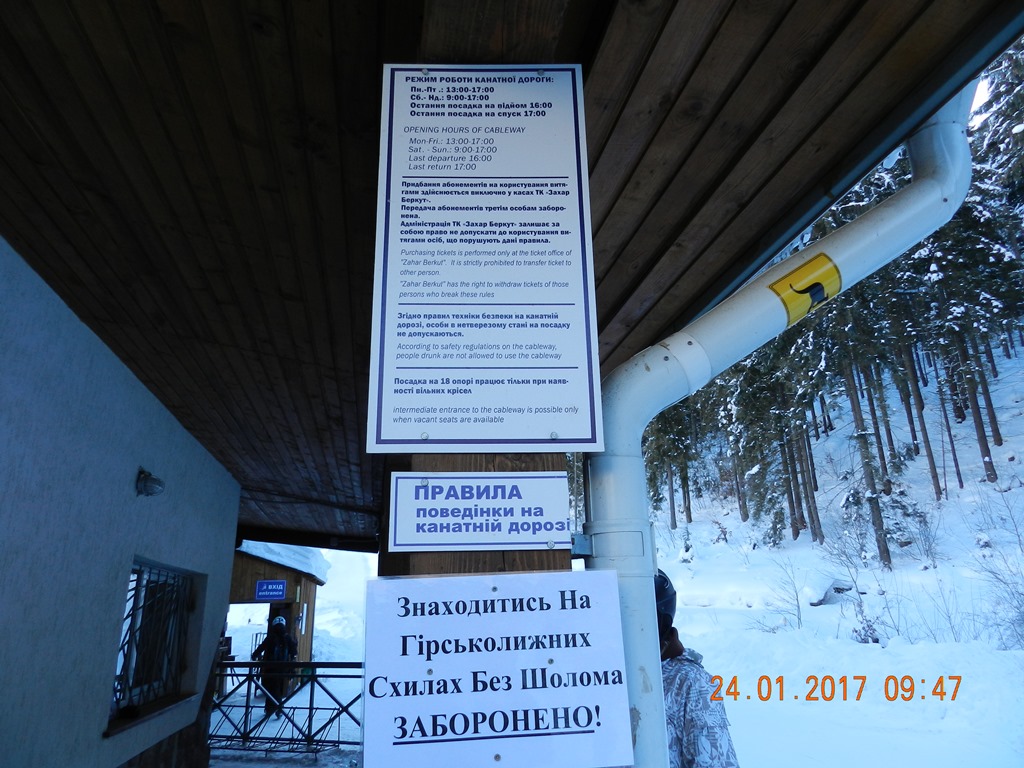 РЕЖИМ РОБОТИ КАНАТНОЇ ДОРОГИ:
Пн.-Пт .: 13:00-17:00
Сб.- Нд.: 9:00-17:00
Остання посадка на відйом 16:00
Остання посадка на спуск 17:00
OPENING HOURS OF CABLEWAY
Mon-Fri.: 13:00-17:00
Sat. - Sun.: 9:00-17:00
Last departure 16:00
Last return 17:00
Придбання абонементів на користування витя-
гами здійснюється виключно у касах ТК «Захар
Беркут».
Передача абонементів третім особам заборо-
нена.
Адміністрація ТК «Захар Беркут» залишає за
собою право не допускати до користування ви-
тягами осіб, що порушують дані правила.
Purchasing tickets is performed only at the ticket office of
"Zahar Berkut". It is strictly prohibited to transfer ticket to
other person.
"Zahar Berkut" has the right to withdraw tickets of those
persons who break these rules
Згідно правил техніки безпеки на канатній
дорозі, особи в нетверезому стані на посадку
не допускаються.
According to safety regulations on the cableway,
people drunk are not allowed to use the cableway
Посадка на 18 опорі працює тільки при наяв-
ності вільних крісел
intermediate entrance to the cableway is possible only
when vacant seats are available
ПРАВИЛА
поведінки на
канатній дорозі
ВХІД
entrance
Знаходитись На
Гірськолижних
Схилах Без Шолома
ЗАБОРОНЕНО!
24.01.2017 09:47